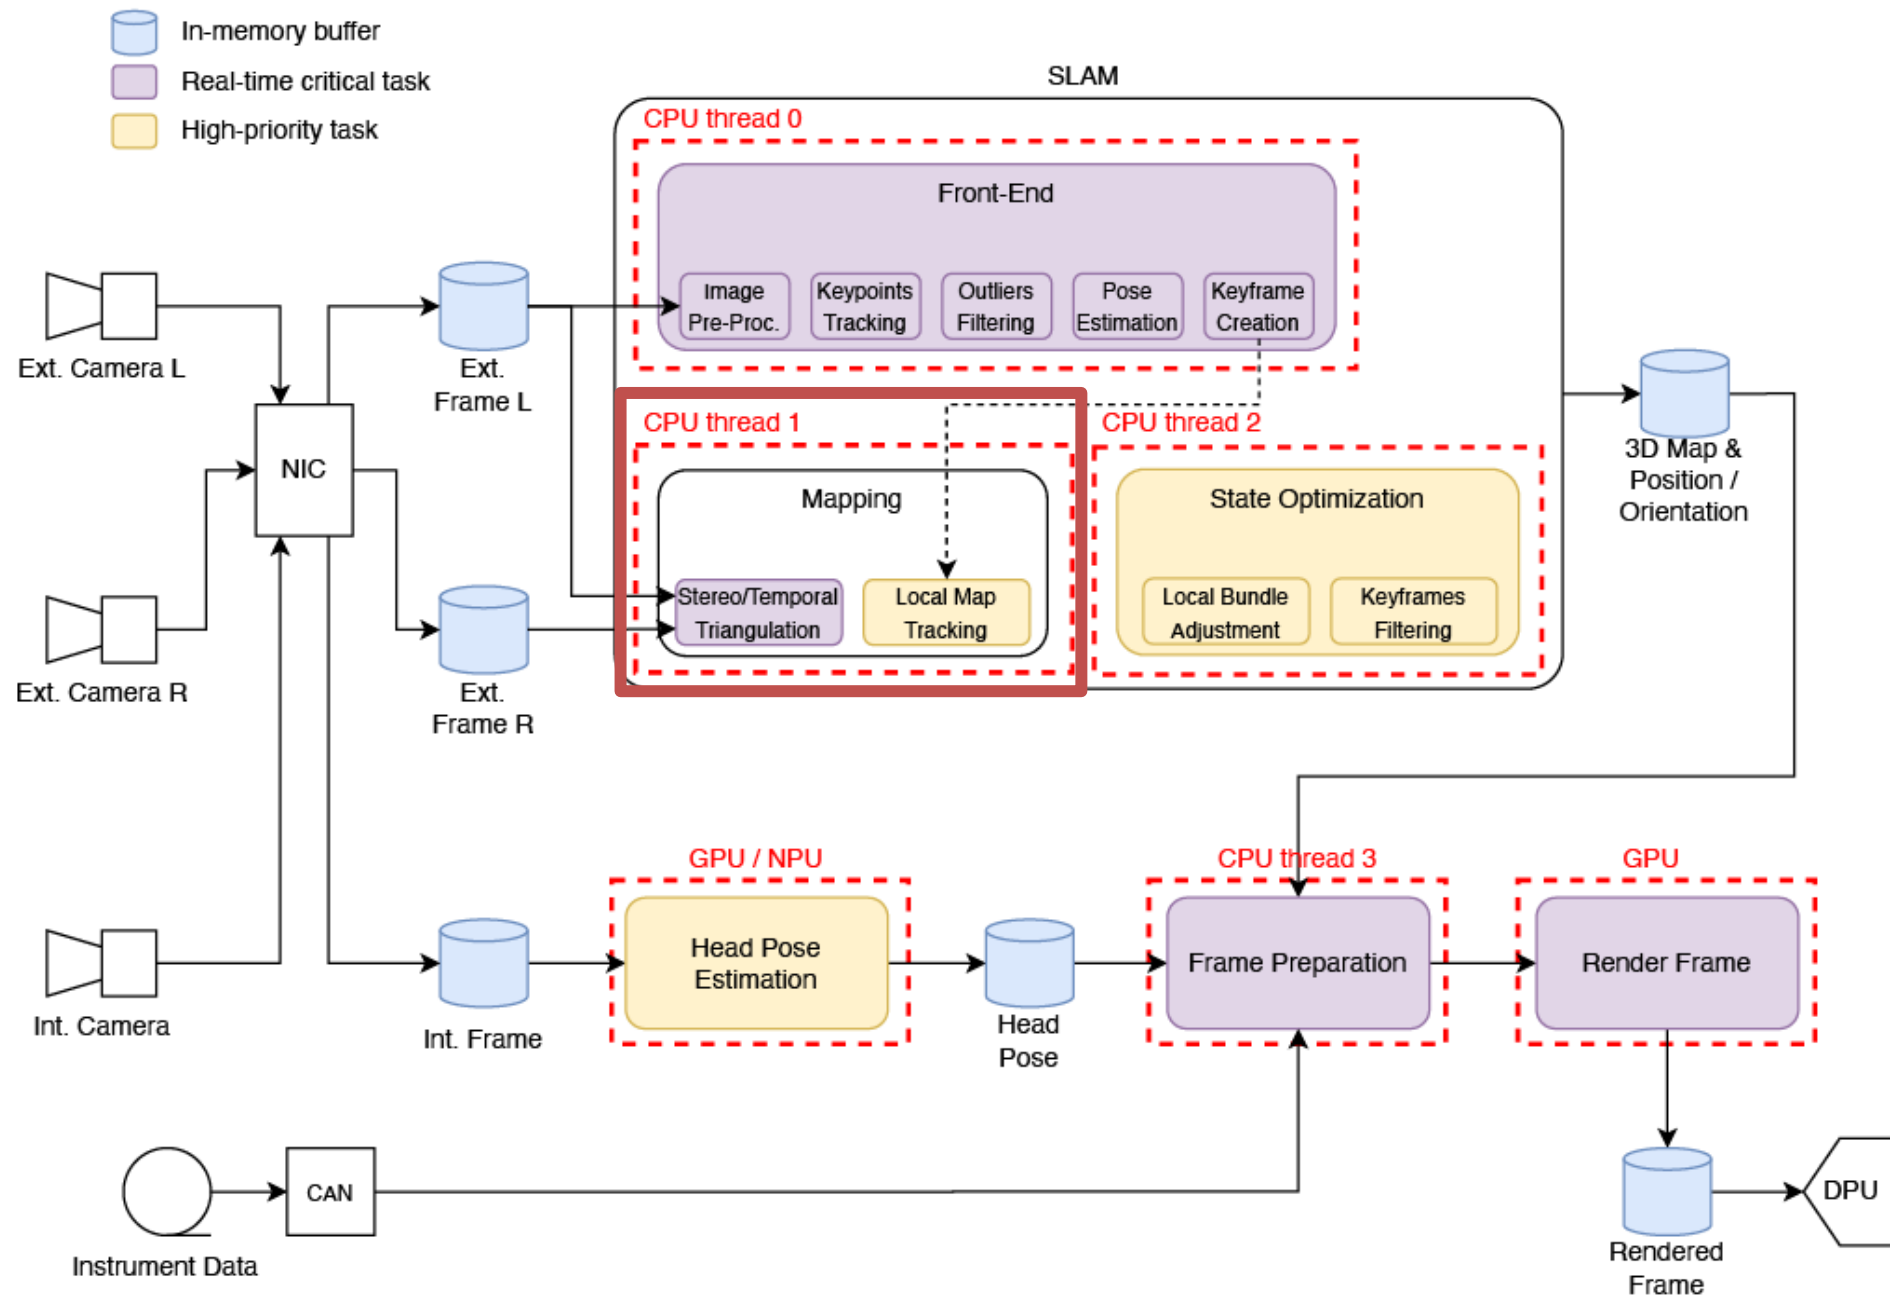 In-memory buffer
Real-time critical task
High-priority task
SLAM
CPU thread 0
Front-End
Image
Pre-Proc.
Keypoints
Tracking
Outliers
Filtering
Pose
Estimation
Keyframe
Creation
Ext. Camera L
Ext.
Frame L
NIC
CPU thread 1
Mapping
Stereo/Temporal
Triangulation
Local Map
Tracking
CPU thread 2
State Optimization
Local Bundle
Adjustment
Keyframes
Filtering
3D Map &
Position /
Orientation
Ext. Camera R
Ext.
Frame R
GPU / NPU
Head Pose
Estimation
CPU thread 3
Frame Preparation
GPU
Render Frame
Int. Camera
Int. Frame
Head
Pose
Instrument Data
CAN
Rendered
Frame
DPU